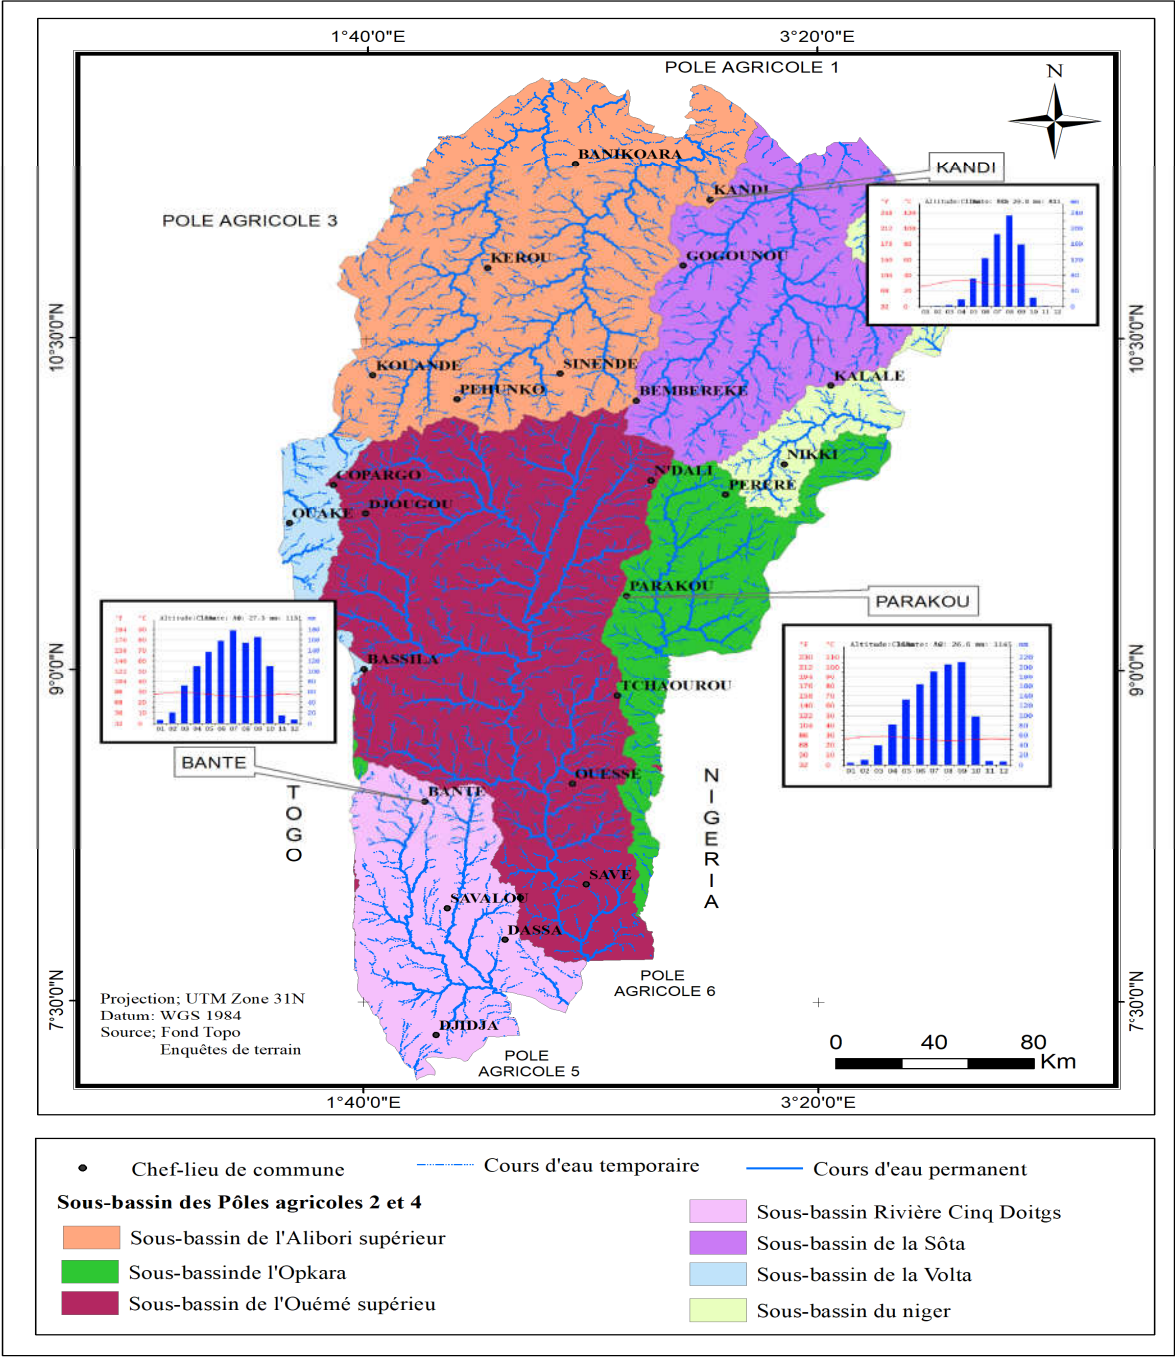 1°40'0"E
3°20'0"E
POLE AGRICOLE 1
N
BANIKOARA
KANDI
KANDI
POLE AGRICOLE 3
KEROU
GOGOUNOU
10°30'0"N
10°30'0"N
KOUANDE
SINENDE
PEHUNKO
BEMBEREKE
KALALE
COPARGO
N'DALI
NIKKI
PERERE
DJOUGOU
OUAKE
PARAKOU
PARAKOU
9°0'0"N
9°0'0"N
BASSILA
TCHAOUROU
BANTE
OUESSE
BANTE
TOGO
NIGERIA
SAVE
SAVALOU
DASSA
POLE
AGRICOLE 6
7°30'0"N
7°30'0"N
Projection; UTM Zone 31N
Datum: WGS 1984
Source; Fond Topo
Enquêtes de terrain
DJIDJA
POLE
AGRICOLE 5
0 40 80
Km
1°40'0"E
3°20'0"E
Chef-lieu de commune
Cours d'eau temporaire
Cours d'eau permanent
Sous-bassin des Pôles agricoles 2 et 4
Sous-bassin de l'Alibori supérieur
Sous-bassinde l'Opkara
Sous-bassin de l'Ouémé supérieu
Sous-bassin Rivière Cinq Doitgs
Sous-bassin de la Sôta
Sous-bassin de la Volta
Sous-bassin du niger